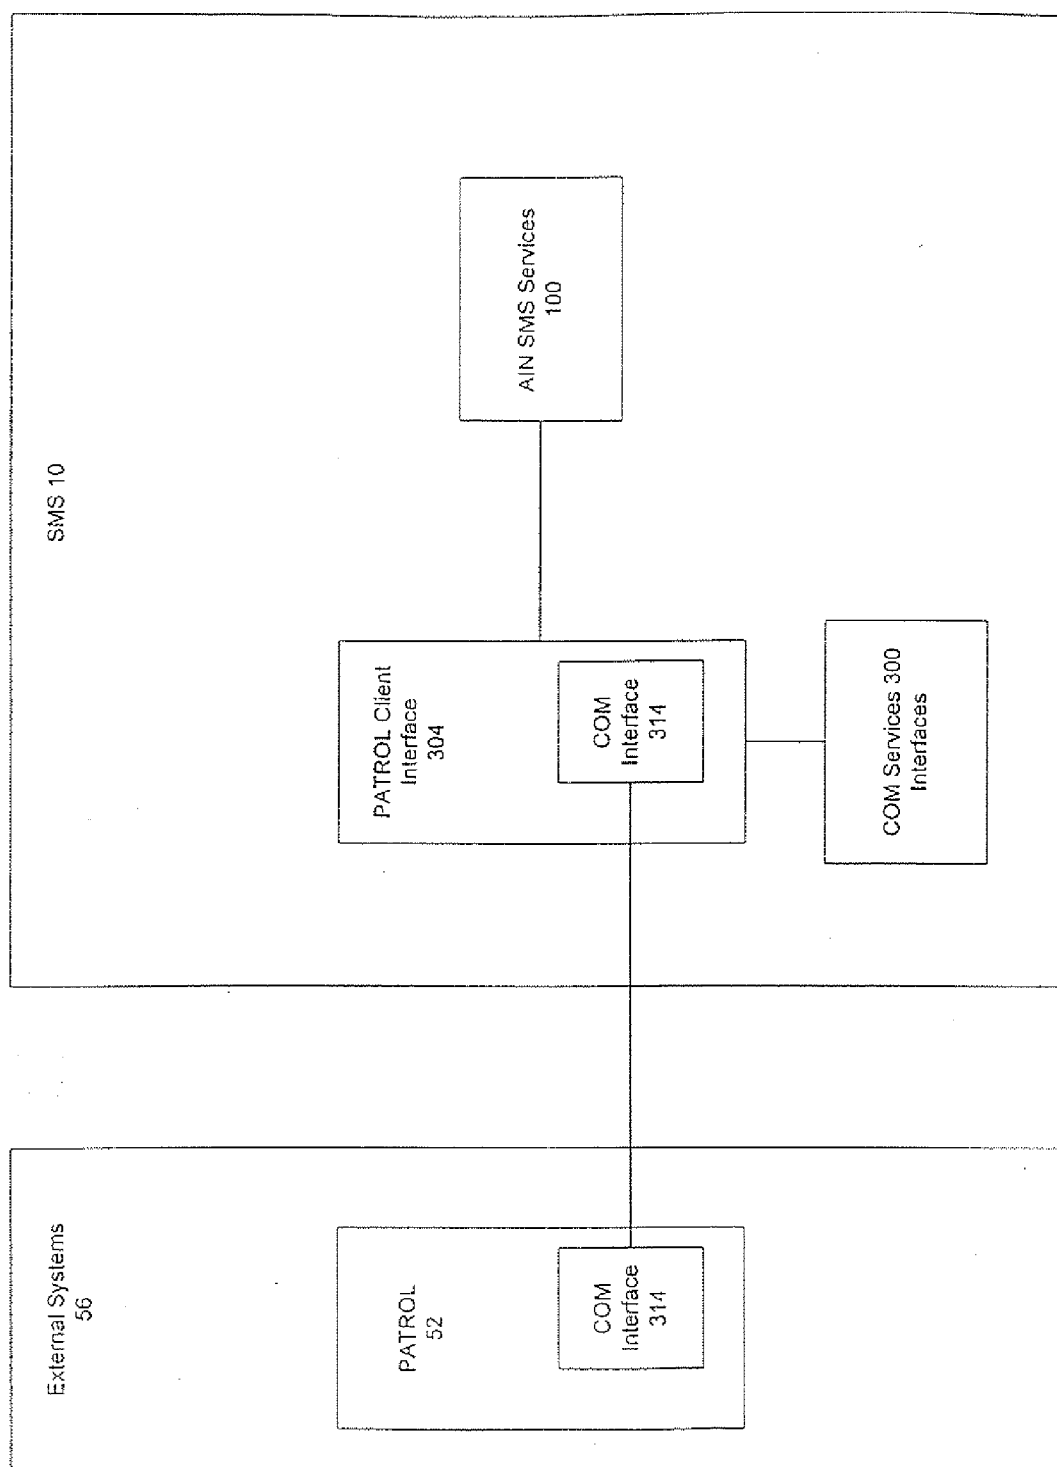 External Systems
56
PATROL
52
COM
Interface
314
SMS 10
PATROL Client
Interface
304
COM
Interface
314
COM Services 300
Interfaces
AIN SMS Services
100